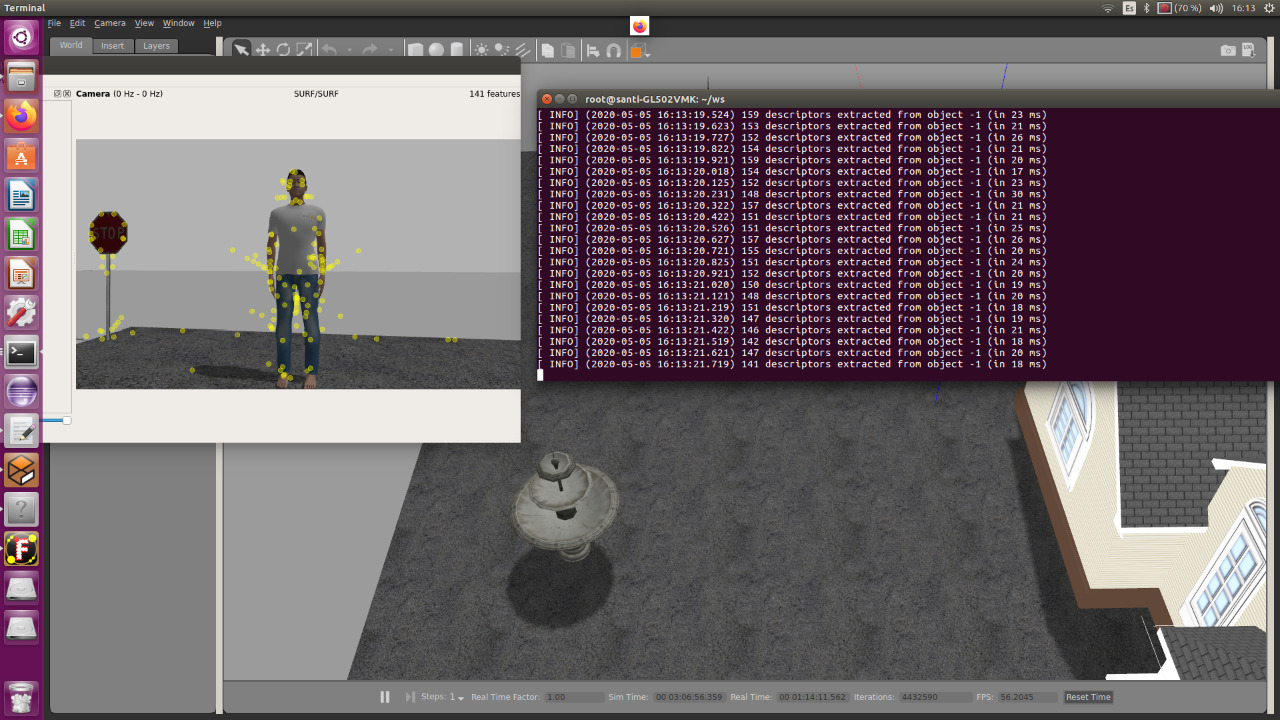 Terminal
Es
(70 %)
16:13
File Edit Camera View Window Help
World Insert Layers
Camera (0 Hz - 0 Hz) SURF/SURF 141 features
STOP
root@santi-GL502VMK: ~/ws
[ INFO] (2020-05-05 16:13:19.524) 159 descriptors extracted from object -1 (in 23 ms)
[ INFO] (2020-05-05 16:13:19.623) 153 descriptors extracted from object -1 (in 21 ms)
[ INFO] (2020-05-05 16:13:19.727) 152 descriptors extracted from object -1 (in 26 ms)
[ INFO] (2020-05-05 16:13:19.822) 154 descriptors extracted from object -1 (in 21 ms)
[ INFO] (2020-05-05 16:13:19.921) 159 descriptors extracted from object -1 (in 20 ms)
[ INFO] (2020-05-05 16:13:20.018) 154 descriptors extracted from object -1 (in 17 ms)
[ INFO] (2020-05-05 16:13:20.125) 152 descriptors extracted from object -1 (in 23 ms)
[ INFO] (2020-05-05 16:13:20.231) 148 descriptors extracted from object -1 (in 30 ms)
[ INFO] (2020-05-05 16:13:20.322) 157 descriptors extracted from object -1 (in 21 ms)
[ INFO] (2020-05-05 16:13:20.422) 151 descriptors extracted from object -1 (in 21 ms)
[ INFO] (2020-05-05 16:13:20.526) 151 descriptors extracted from object -1 (in 25 ms)
[ INFO] (2020-05-05 16:13:20.627) 157 descriptors extracted from object -1 (in 26 ms)
[ INFO] (2020-05-05 16:13:20.721) 155 descriptors extracted from object -1 (in 20 ms)
[ INFO] (2020-05-05 16:13:20.825) 151 descriptors extracted from object -1 (in 24 ms)
[ INFO] (2020-05-05 16:13:20.921) 152 descriptors extracted from object -1 (in 20 ms)
[ INFO] (2020-05-05 16:13:21.020) 150 descriptors extracted from object -1 (in 19 ms)
[ INFO] (2020-05-05 16:13:21.121) 148 descriptors extracted from object -1 (in 20 ms)
[ INFO] (2020-05-05 16:13:21.219) 151 descriptors extracted from object -1 (in 18 ms)
[ INFO] (2020-05-05 16:13:21.320) 147 descriptors extracted from object -1 (in 19 ms)
[ INFO] (2020-05-05 16:13:21.422) 146 descriptors extracted from object -1 (in 21 ms)
[ INFO] (2020-05-05 16:13:21.519) 142 descriptors extracted from object -1 (in 18 ms)
[ INFO] (2020-05-05 16:13:21.621) 147 descriptors extracted from object -1 (in 20 ms)
[ INFO] (2020-05-05 16:13:21.719) 141 descriptors extracted from object -1 (in 18 ms)
Steps: 1 Real Time Factor: 1.00 Sim Time: 00 03:06:56.359 Real Time: 00 01:14:11.562 Iterations: 4432590 FPS: 56.2045 Reset Time